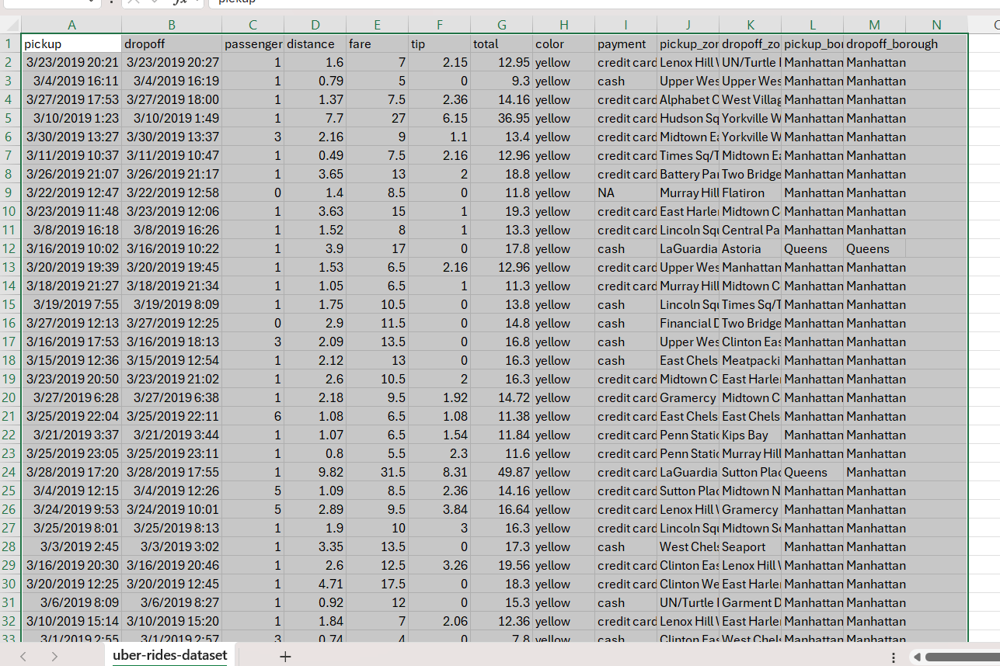 A B C D E F G H I J K L M N
1 pickup dropoff passenger distance fare tip total color payment pickup_zor dropoff_zo pickup_bor dropoff_borough
2 3/23/2019 20:21 3/23/2019 20:27 1 1.6 7 2.15 12.95 yellow credit card Lenox Hill UN/Turtle Manhattan Manhattan
3 3/4/2019 16:11 3/4/2019 16:19 1 0.79 5 0 9.3 yellow cash Upper Wes Upper Wes Manhattan Manhattan
4 3/27/2019 17:53 3/27/2019 18:00 1 1.37 7.5 2.36 14.16 yellow credit card Alphabet C West Villag Manhattan Manhattan
5 3/10/2019 1:23 3/10/2019 1:49 1 7.7 27 6.15 36.95 yellow credit card Hudson Sq Yorkville W Manhattan Manhattan
6 3/30/2019 13:27 3/30/2019 13:37 3 2.16 9 1.1 13.4 yellow credit card Midtown Ea Yorkville W Manhattan Manhattan
7 3/11/2019 10:37 3/11/2019 10:47 1 0.49 7.5 2.16 12.96 yellow credit card Times Sq/T Midtown Ea Manhattan Manhattan
8 3/26/2019 21:07 3/26/2019 21:17 1 3.65 13 2 18.8 yellow credit card Battery Par Two Bridge Manhattan Manhattan
9 3/22/2019 12:47 3/22/2019 12:58 0 1.4 8.5 0 11.8 yellow NA Murray Hill Flatiron Manhattan Manhattan
10 3/23/2019 11:48 3/23/2019 12:06 1 3.63 15 1 19.3 yellow credit card East Harler Midtown C Manhattan Manhattan
11 3/8/2019 16:18 3/8/2019 16:26 1 1.52 8 1 13.3 yellow credit card Lincoln Squ Central Pa Manhattan Manhattan
12 3/16/2019 10:02 3/16/2019 10:22 1 3.9 17 0 17.8 yellow cash LaGuardia Astoria Queens Queens
13 3/20/2019 19:39 3/20/2019 19:45 1 1.53 6.5 2.16 12.96 yellow credit card Upper Wes Manhattan Manhattan Manhattan
14 3/18/2019 21:27 3/18/2019 21:34 1 1.05 6.5 1 11.3 yellow credit card Murray Hill Midtown C Manhattan Manhattan
15 3/19/2019 7:55 3/19/2019 8:09 1 1.75 10.5 0 13.8 yellow cash Lincoln Squ Times Sq/T Manhattan Manhattan
16 3/27/2019 12:13 3/27/2019 12:25 0 2.9 11.5 0 14.8 yellow cash Financial D Two Bridge Manhattan Manhattan
17 3/16/2019 17:53 3/16/2019 18:13 3 2.09 13.5 0 16.8 yellow cash Upper Wes Clinton Eas Manhattan Manhattan
18 3/15/2019 12:36 3/15/2019 12:54 1 2.12 13 0 16.3 yellow cash East Chels Meatpacki Manhattan Manhattan
19 3/23/2019 20:50 3/23/2019 21:02 1 2.6 10.5 2 16.3 yellow credit card Midtown C East Harler Manhattan Manhattan
20 3/27/2019 6:28 3/27/2019 6:38 1 2.18 9.5 1.92 14.72 yellow credit card Gramercy Midtown C Manhattan Manhattan
21 3/25/2019 22:04 3/25/2019 22:11 6 1.08 6.5 1.08 11.38 yellow credit card East Chels East Chels Manhattan Manhattan
22 3/21/2019 3:37 3/21/2019 3:44 1 1.07 6.5 1.54 11.84 yellow credit card Penn Static Kips Bay Manhattan Manhattan
23 3/25/2019 23:05 3/25/2019 23:11 1 0.8 5.5 2.3 11.6 yellow credit card Penn Static Murray Hill Manhattan Manhattan
24 3/28/2019 17:20 3/28/2019 17:55 1 9.82 31.5 8.31 49.87 yellow credit card LaGuardia Sutton Plac Queens Manhattan
25 3/4/2019 12:15 3/4/2019 12:26 5 1.09 8.5 2.36 14.16 yellow credit card Sutton Plac Midtown N Manhattan Manhattan
26 3/24/2019 9:53 3/24/2019 10:01 5 2.89 9.5 3.84 16.64 yellow credit card Lenox Hill Gramercy Manhattan Manhattan
27 3/25/2019 8:01 3/25/2019 8:13 1 1.9 10 3 16.3 yellow credit card Lincoln Squ Midtown So Manhattan Manhattan
28 3/3/2019 2:45 3/3/2019 3:02 1 3.35 13.5 0 17.3 yellow cash West Chels Seaport Manhattan Manhattan
29 3/16/2019 20:30 3/16/2019 20:46 1 2.6 12.5 3.26 19.56 yellow credit card Clinton Eas Lenox Hill Manhattan Manhattan
30 3/20/2019 12:25 3/20/2019 12:45 1 4.71 17.5 0 18.3 yellow credit card Clinton We East Harler Manhattan Manhattan
31 3/6/2019 8:09 3/6/2019 8:27 1 0.92 12 0 15.3 yellow cash UN/Turtle Garment D Manhattan Manhattan
32 3/10/2019 15:14 3/10/2019 15:20 1 1.84 7 2.06 12.36 yellow credit card Lenox Hill East Harler Manhattan Manhattan
33 3/1/2019 2:55 3/1/2019 2:57 3 0.74 4 0 7.8 yellow cash Clinton Eas West Chels Manhattan Manhattan
uber-rides-dataset